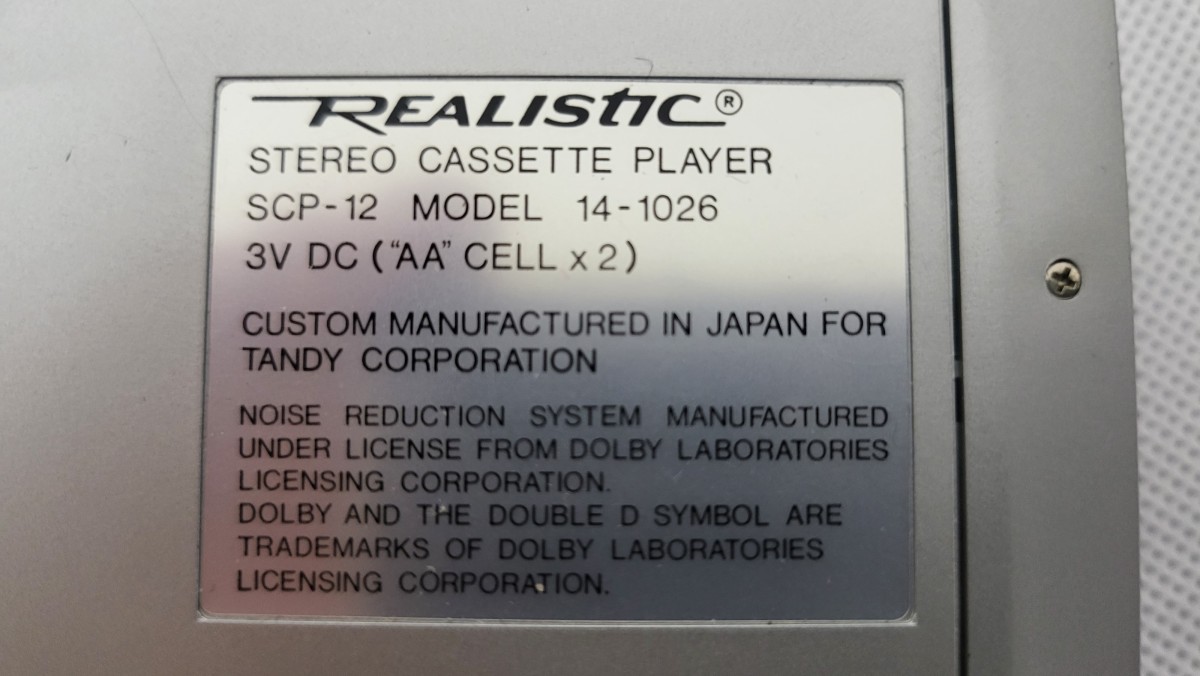 REALISTIC®
STEREO CASSETTE PLAYER
SCP-12 MODEL 14-1026
3V DC ("AA" CELL x 2)
CUSTOM MANUFACTURED IN JAPAN FOR
TANDY CORPORATION
NOISE REDUCTION SYSTEM MANUFACTURED
UNDER LICENSE FROM DOLBY LABORATORIES
LICENSING CORPORATION.
DOLBY AND THE DOUBLE D SYMBOL ARE
TRADEMARKS OF DOLBY LABORATORIES
LICENSING CORPORATION.